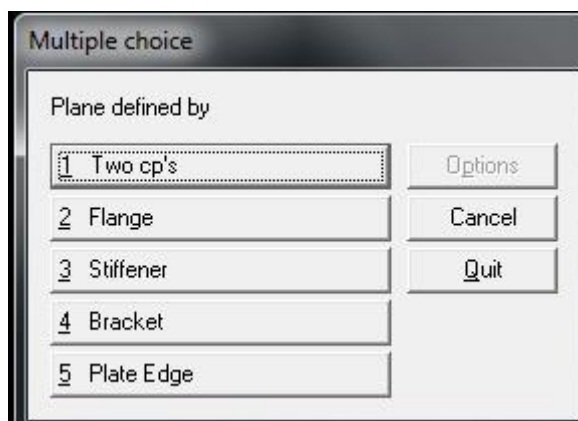 Multiple choice
Plane defined by
1 Two cp's
Options
2 Flange
Cancel
3 Stiffener
Quit
4 Bracket
5 Plate Edge